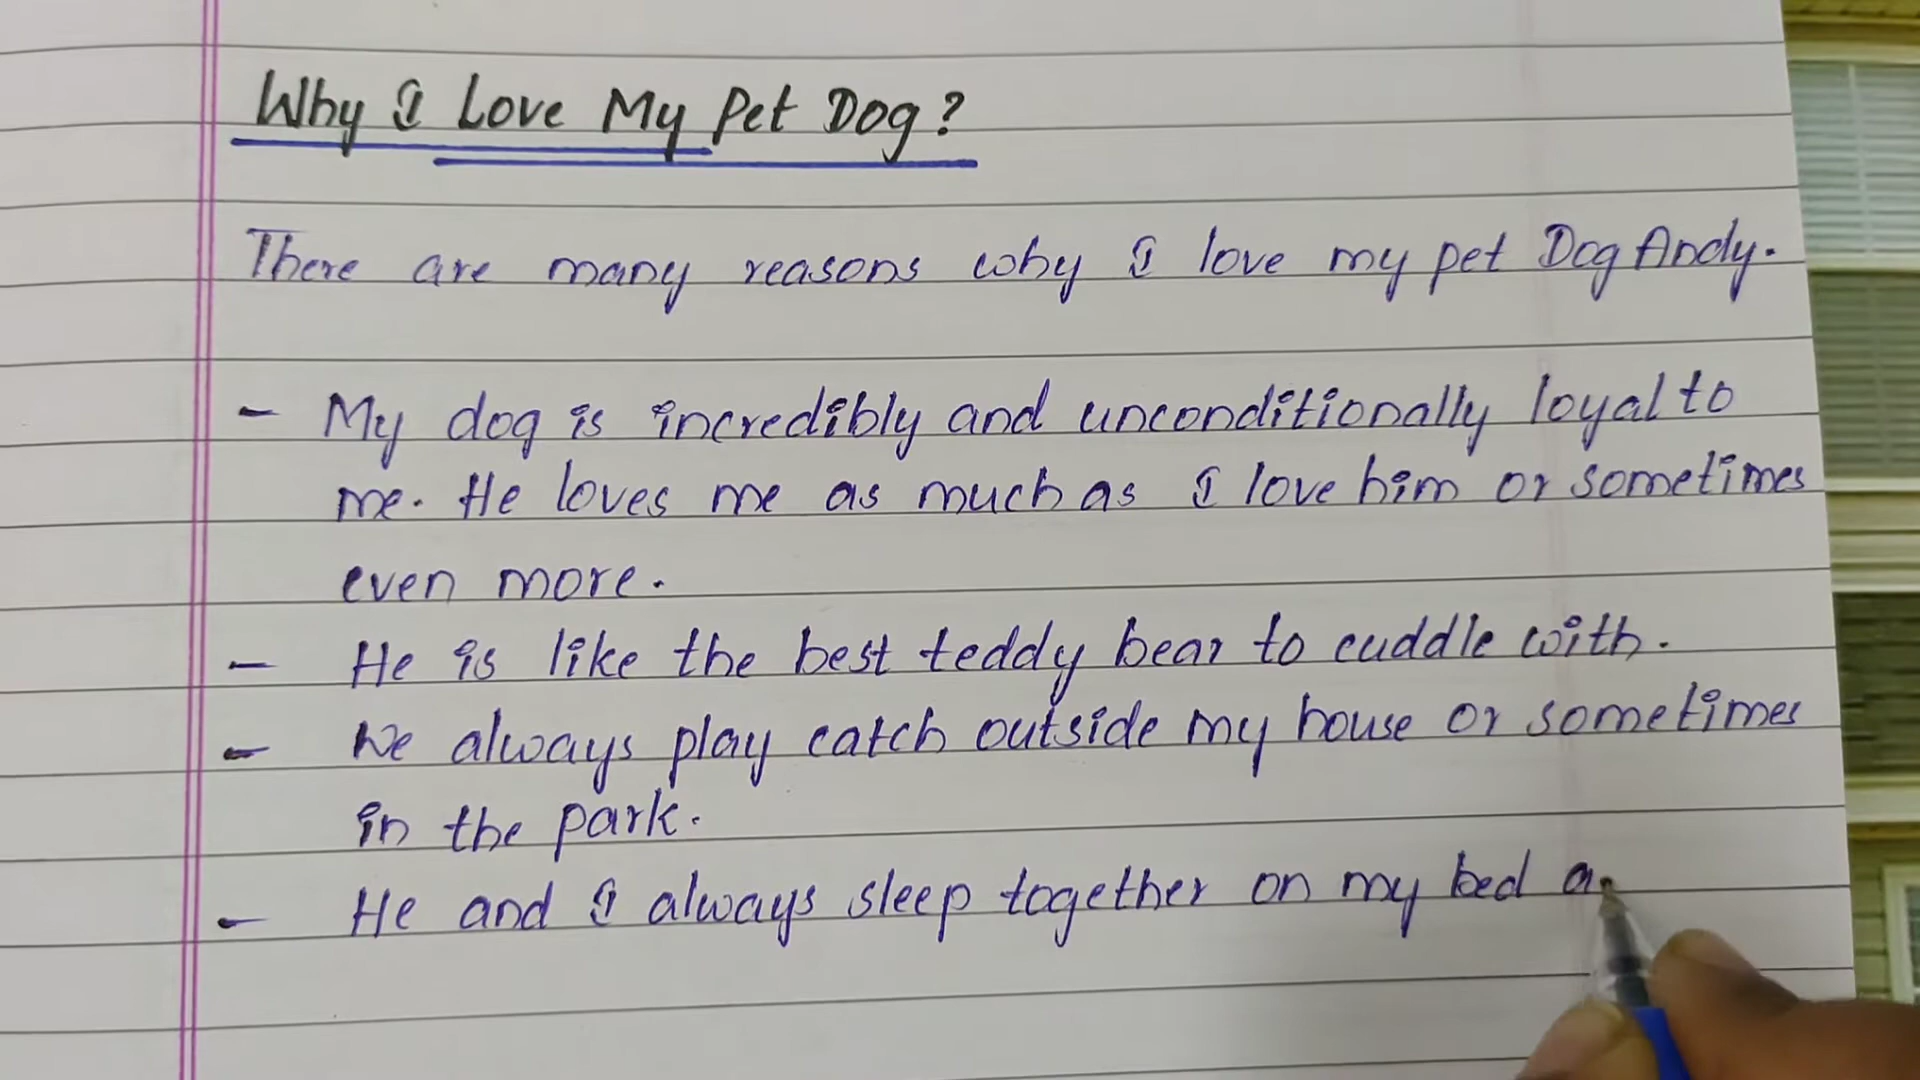 Why I Love My Pet Dog?
There are many reasons why I love my pet Dog Andy.
- My dog is incredibly and unconditionally loyal to
me. He loves me as much as I love him or sometimes
even more.
- He is like the best teddy bear to cuddle with.
- We always play catch outside my house or sometimes
in the park.
- He and I always sleep together on my bed a